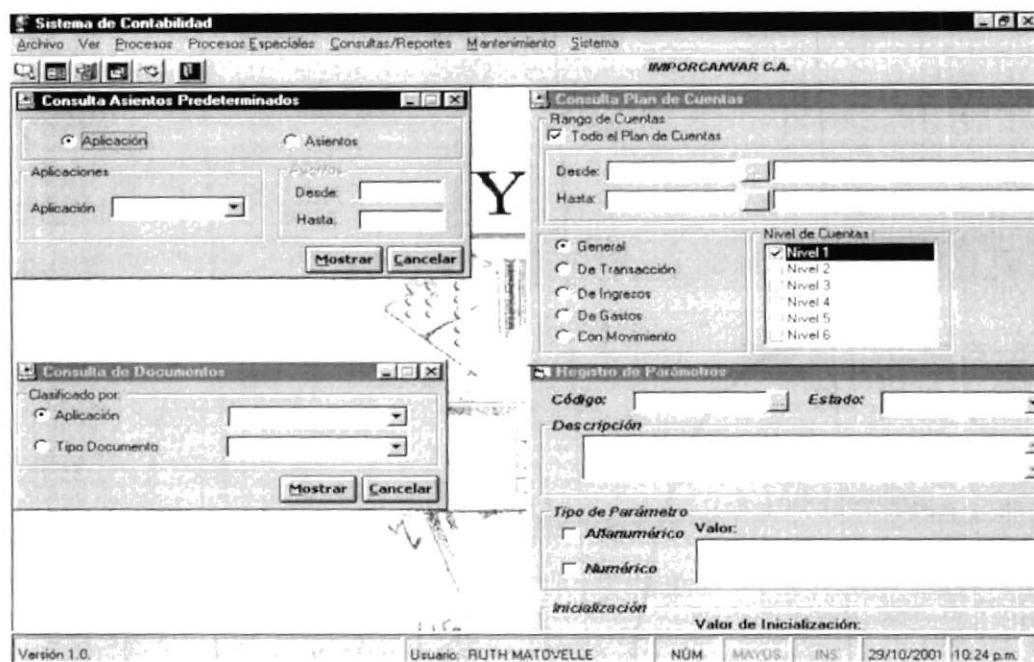 Sistema de Contabilidad
Archivo Ver Procesos Procesos Especiales Consultas/Reportes Mantenimiento Sistema
IMPORCANVAR C.A.
Consulta Asientos Predeterminados
Aplicación Asientos
Aplicaciones
Aplicación
Asientos
Desde:
Hasta:
Mostrar Cancelar
Y
Consulta Plan de Cuentas
Rango de Cuentas
Todo el Plan de Cuentas
Desde:
Hasta:
General
De Transacción
De Ingresos
De Gastos
Con Movimiento
Nivel de Cuentas
Nivel 1
Nivel 2
Nivel 3
Nivel 4
Nivel 5
Nivel 6
Consulta de Documentos
Clasificado por:
Aplicación
Tipo Documento
Mostrar Cancelar
Registro de Parámetros
Código: Estado:
Descripción
Tipo de Parámetro
Alfanumérico Valor:
Numérico
Inicialización
Valor de Inicialización:
Versión 1.0. Usuario: RUTH MATOVELLE NÚM MAYÚS INS 29/10/2001 10:24 p.m.